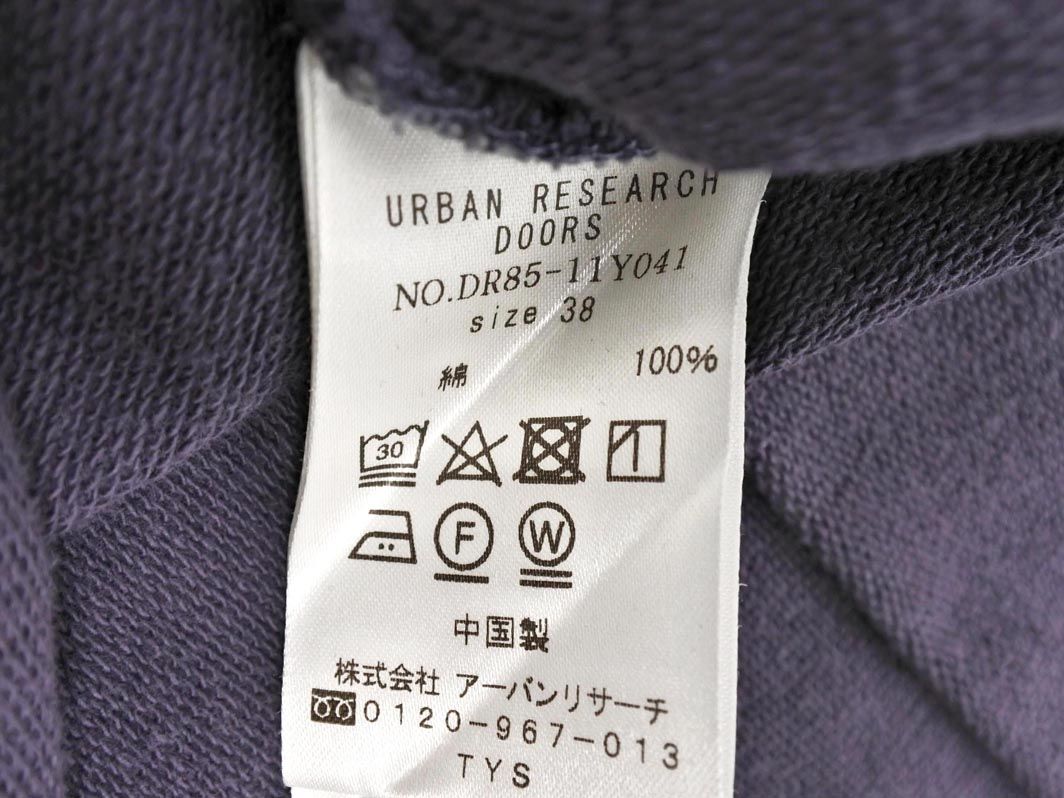 URBAN RESEARCH
DOORS
NO.DR85-11Y041
size 38
綿 100%
30
F W
中国製
株式会社 アーバンリサーチ
0120-967-013
TYS